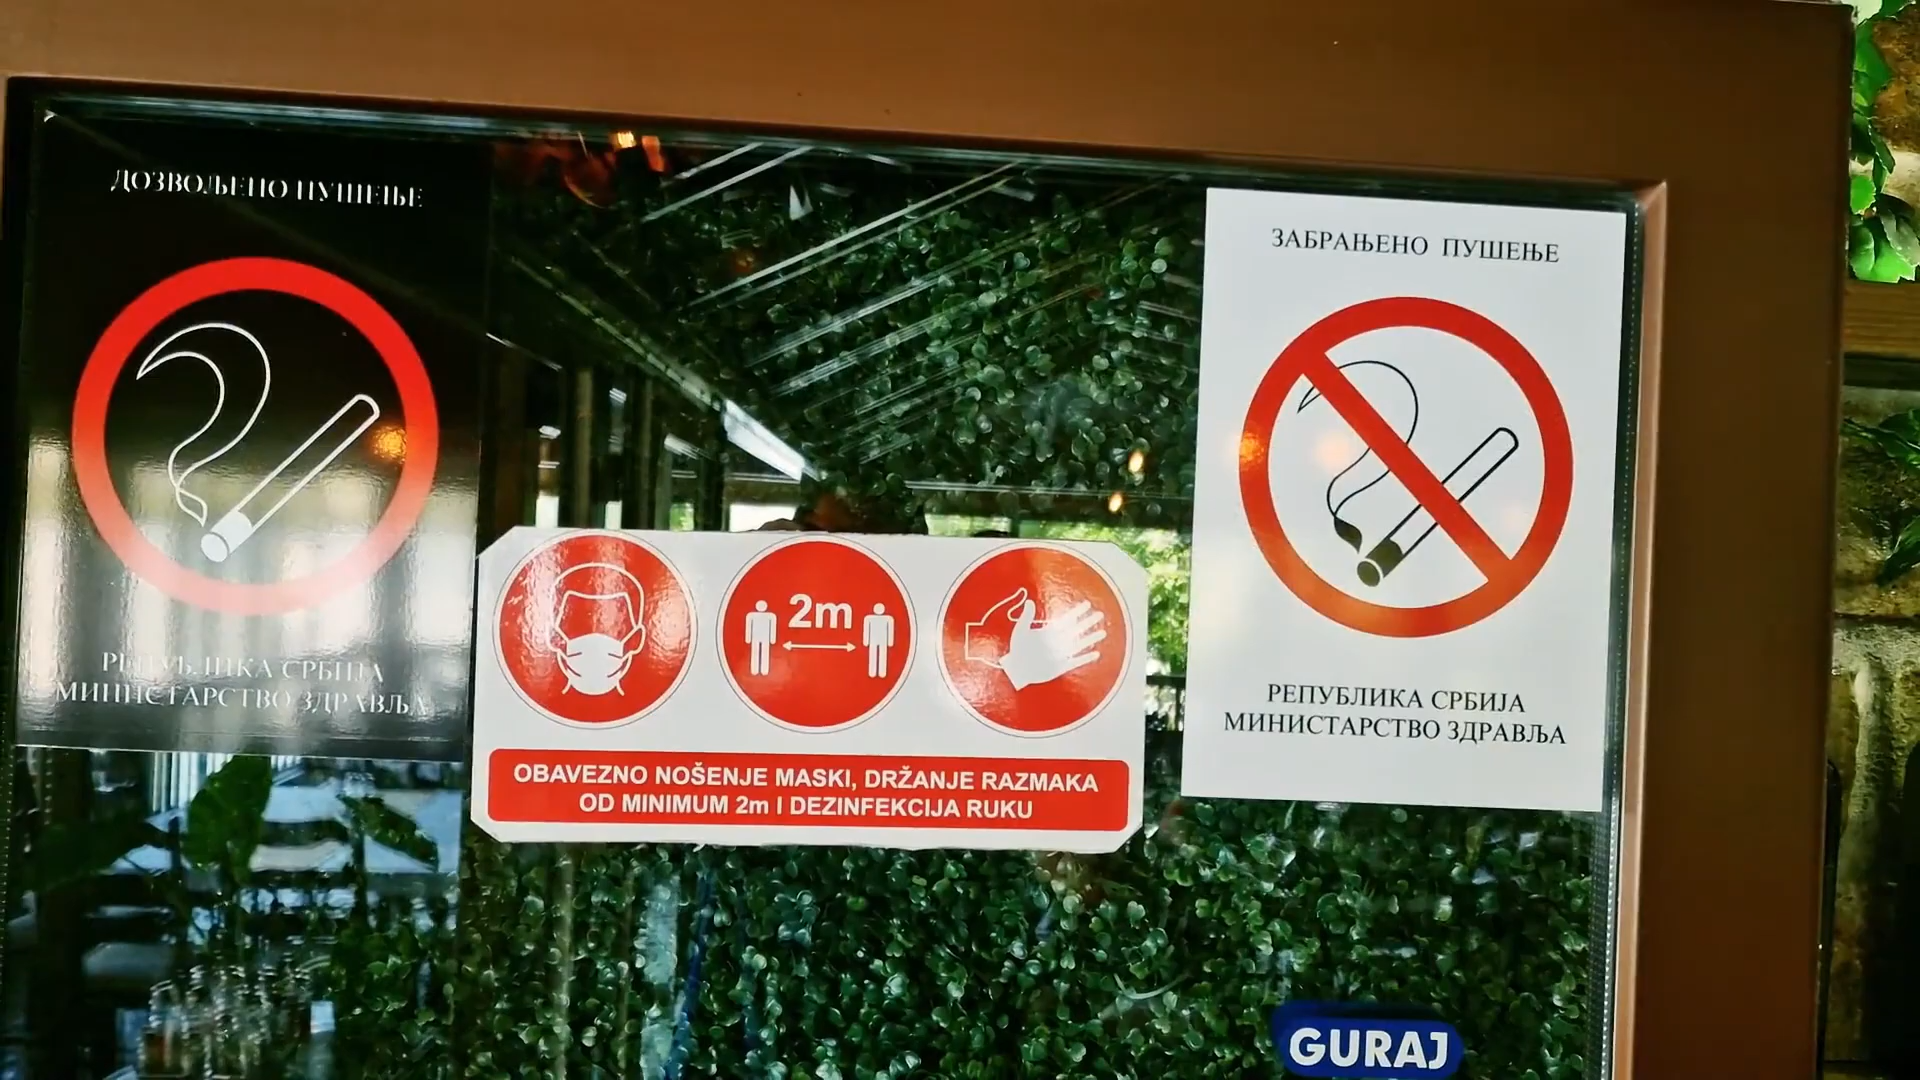 ДОЗВОЉЕНО ПУШЕЊЕ
РЕПУБЛИКА СРБИЈА
МИНИСТАРСТВО ЗДРАВЉА
2m
OBAVEZNO NOŠENJE MASKI, DRŽANJE RAZMAKA
OD MINIMUM 2m I DEZINFEKCIJA RUKU
ЗАБРАЊЕНО ПУШЕЊЕ
РЕПУБЛИКА СРБИЈА
МИНИСТАРСТВО ЗДРАВЉА
GURAJ